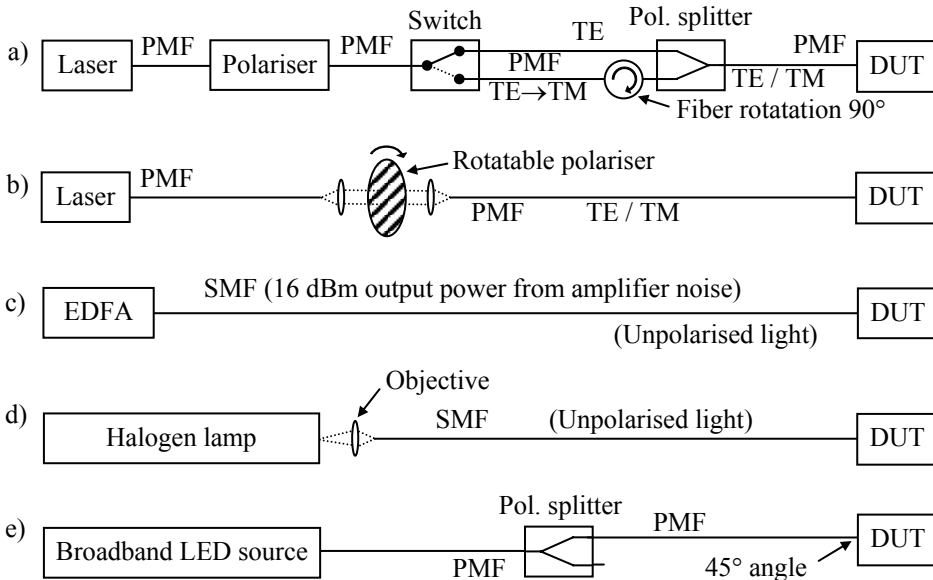 a)
Laser
PMF
Polariser
PMF
Switch
TE
PMF
TE→TM
Pol. splitter
Fiber rotatation 90°
PMF
TE / TM
DUT
b)
Laser
PMF
Rotatable polariser
PMF
TE / TM
DUT
c)
EDFA
SMF (16 dBm output power from amplifier noise)
(Unpolarised light)
DUT
d)
Halogen lamp
Objective
SMF
(Unpolarised light)
DUT
e)
Broadband LED source
PMF
Pol. splitter
PMF
45° angle
DUT